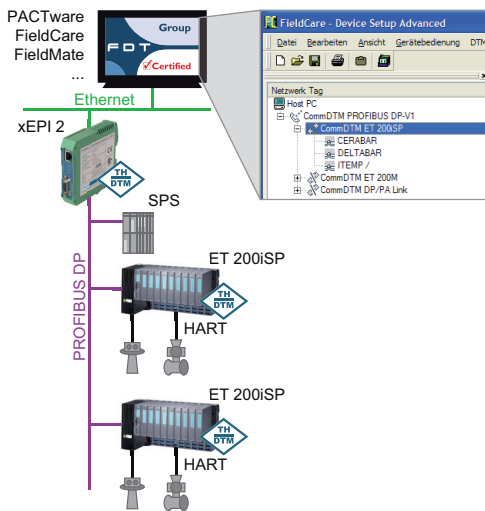 PACTware
FieldCare
FieldMate
...
FDT
Group
Certified
Ethernet
xEPI 2
TH
DTM
SPS
PROFIBUS DP
ET 200iSP
TH
DTM
HART
ET 200iSP
TH
DTM
HART
FieldCare - Device Setup Advanced
Datei Bearbeiten Ansicht Gerätebedienung DTM
Netzwerk Tag
Host PC
CommDTM PROFIBUS DP-V1
CommDTM ET 200iSP
CERABAR
DELTABAR
ITEMP /
CommDTM ET 200M
CommDTM DP/PA Link